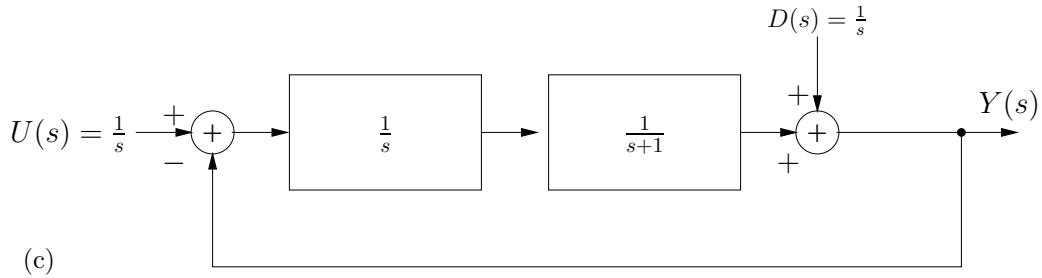 D(s) = 1/s
+
U(s) = 1/s
+
+
−
1/s
1/(s+1)
+
+
Y(s)
(c)